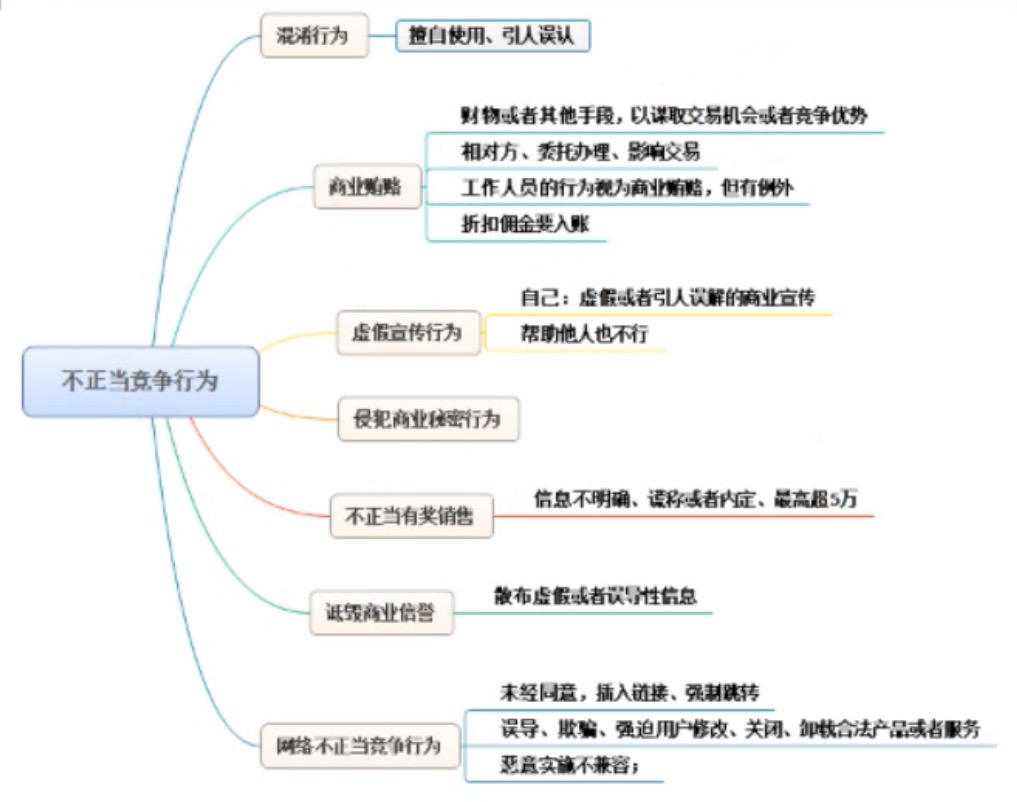 混淆行为
擅自使用、引人误认
财物或者其他手段，以谋取交易机会或者竞争优势
相对方、委托办理、影响交易
商业贿赂
工作人员的行为视为商业贿赂，但有例外
折扣佣金要入账
自己：虚假或者引人误解的商业宣传
虚假宣传行为
帮助他人也不行
不正当竞争行为
侵犯商业秘密行为
信息不明确、谎称或者内定、最高超5万
不正当有奖销售
散布虚假或者误导性信息
诋毁商业信誉
未经同意，插入链接、强制跳转
误导、欺骗、强迫用户修改、关闭、卸载合法产品或者服务
网络不正当竞争行为
恶意实施不兼容；